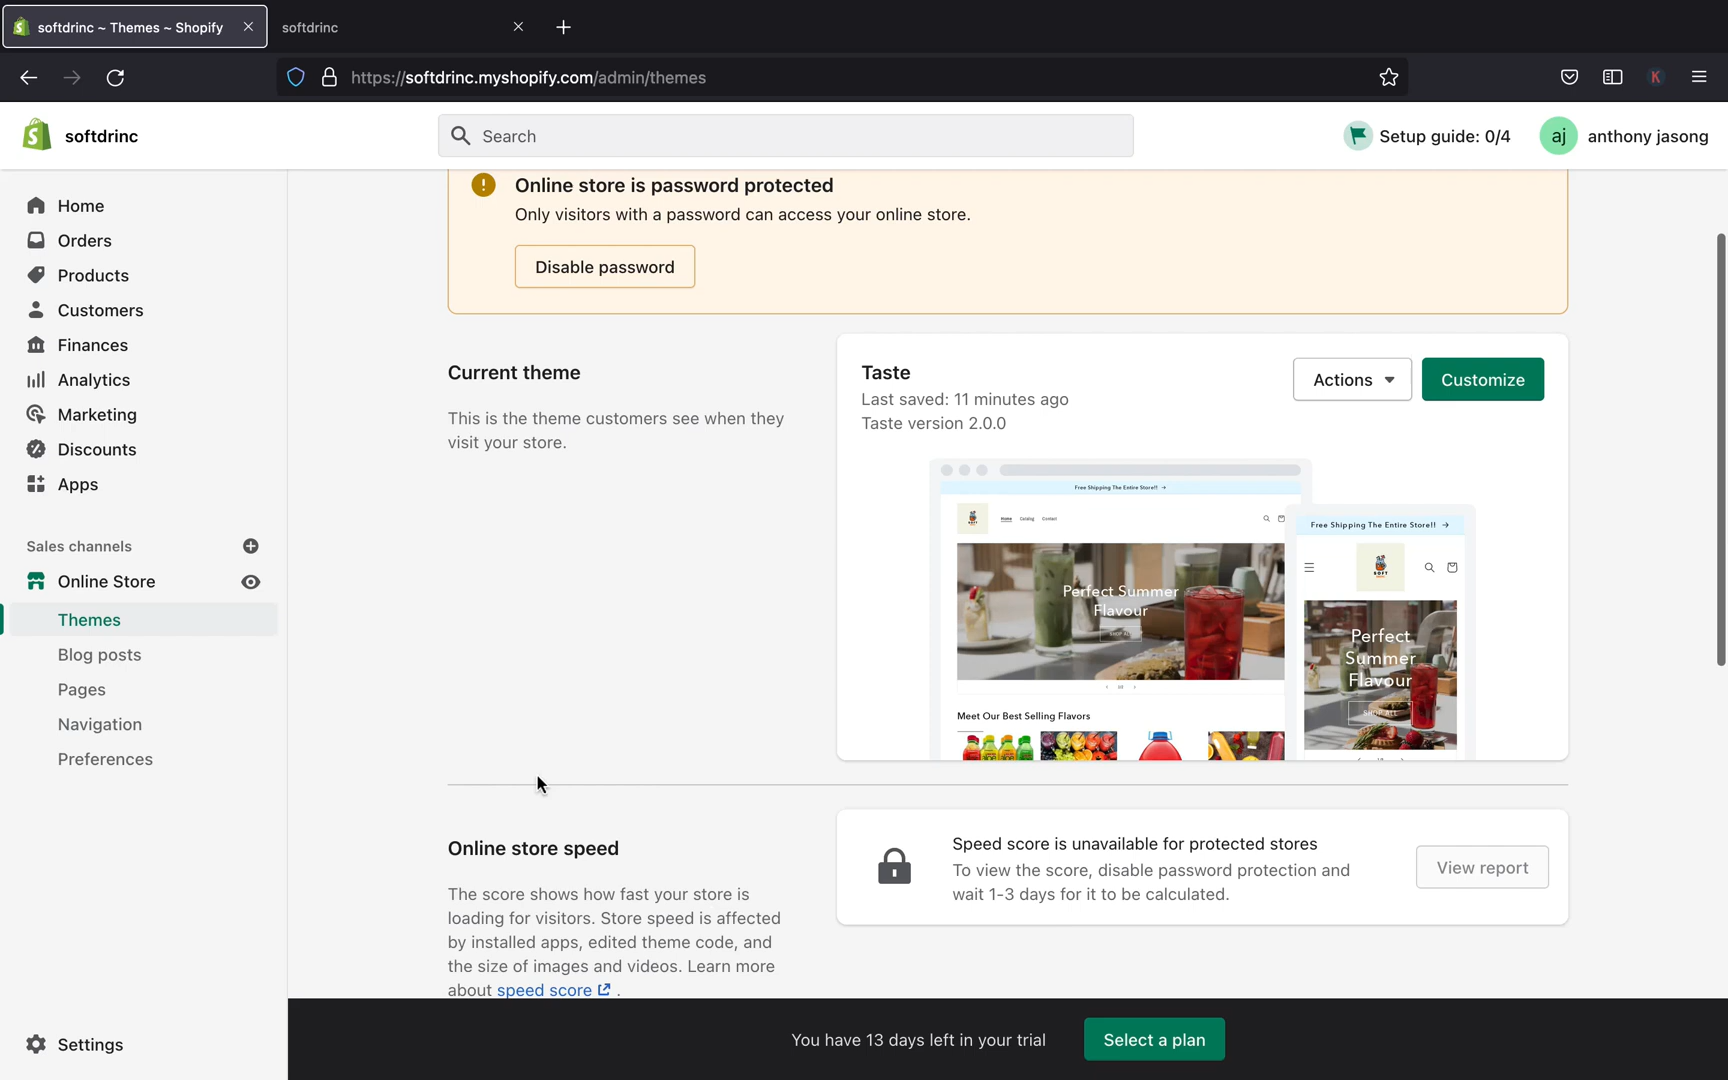 softdrinc ~ Themes ~ Shopify
softdrinc
https://softdrinc.myshopify.com/admin/themes
K
softdrinc
Search
Setup guide: 0/4
aj
anthony jasong
Home
Orders
Products
Customers
Finances
Analytics
Marketing
Discounts
Apps
Sales channels
Online Store
Themes
Blog posts
Pages
Navigation
Preferences
Settings
Online store is password protected
Only visitors with a password can access your online store.
Disable password
Current theme
This is the theme customers see when they
visit your store.
Taste
Last saved: 11 minutes ago
Taste version 2.0.0
Actions
Customize
Free Shipping The Entire Store!! →
Home Catalog Contact
Perfect Summer
Flavour
SHOP ALL
Meet Our Best Selling Flavors
Free Shipping The Entire Store!! →
SOFT
Perfect
Summer
Flavour
SHOP ALL
Online store speed
The score shows how fast your store is
loading for visitors. Store speed is affected
by installed apps, edited theme code, and
the size of images and videos. Learn more
about speed score .
Speed score is unavailable for protected stores
To view the score, disable password protection and
wait 1-3 days for it to be calculated.
View report
You have 13 days left in your trial
Select a plan